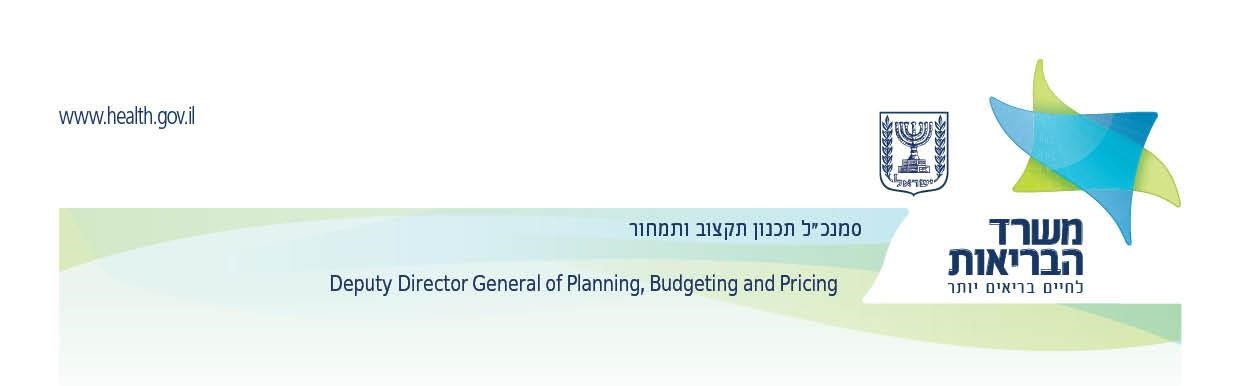 www.health.gov.il
ישראל
משרד
הבריאות
לחיים בריאים יותר
סמנכ"ל תכנון תקצוב ותמחור
Deputy Director General of Planning, Budgeting and Pricing